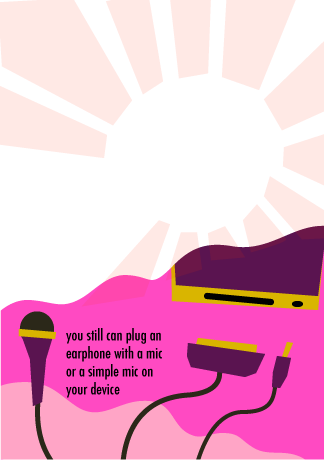 you still can plug an
earphone with a mic
or a simple mic on
your device